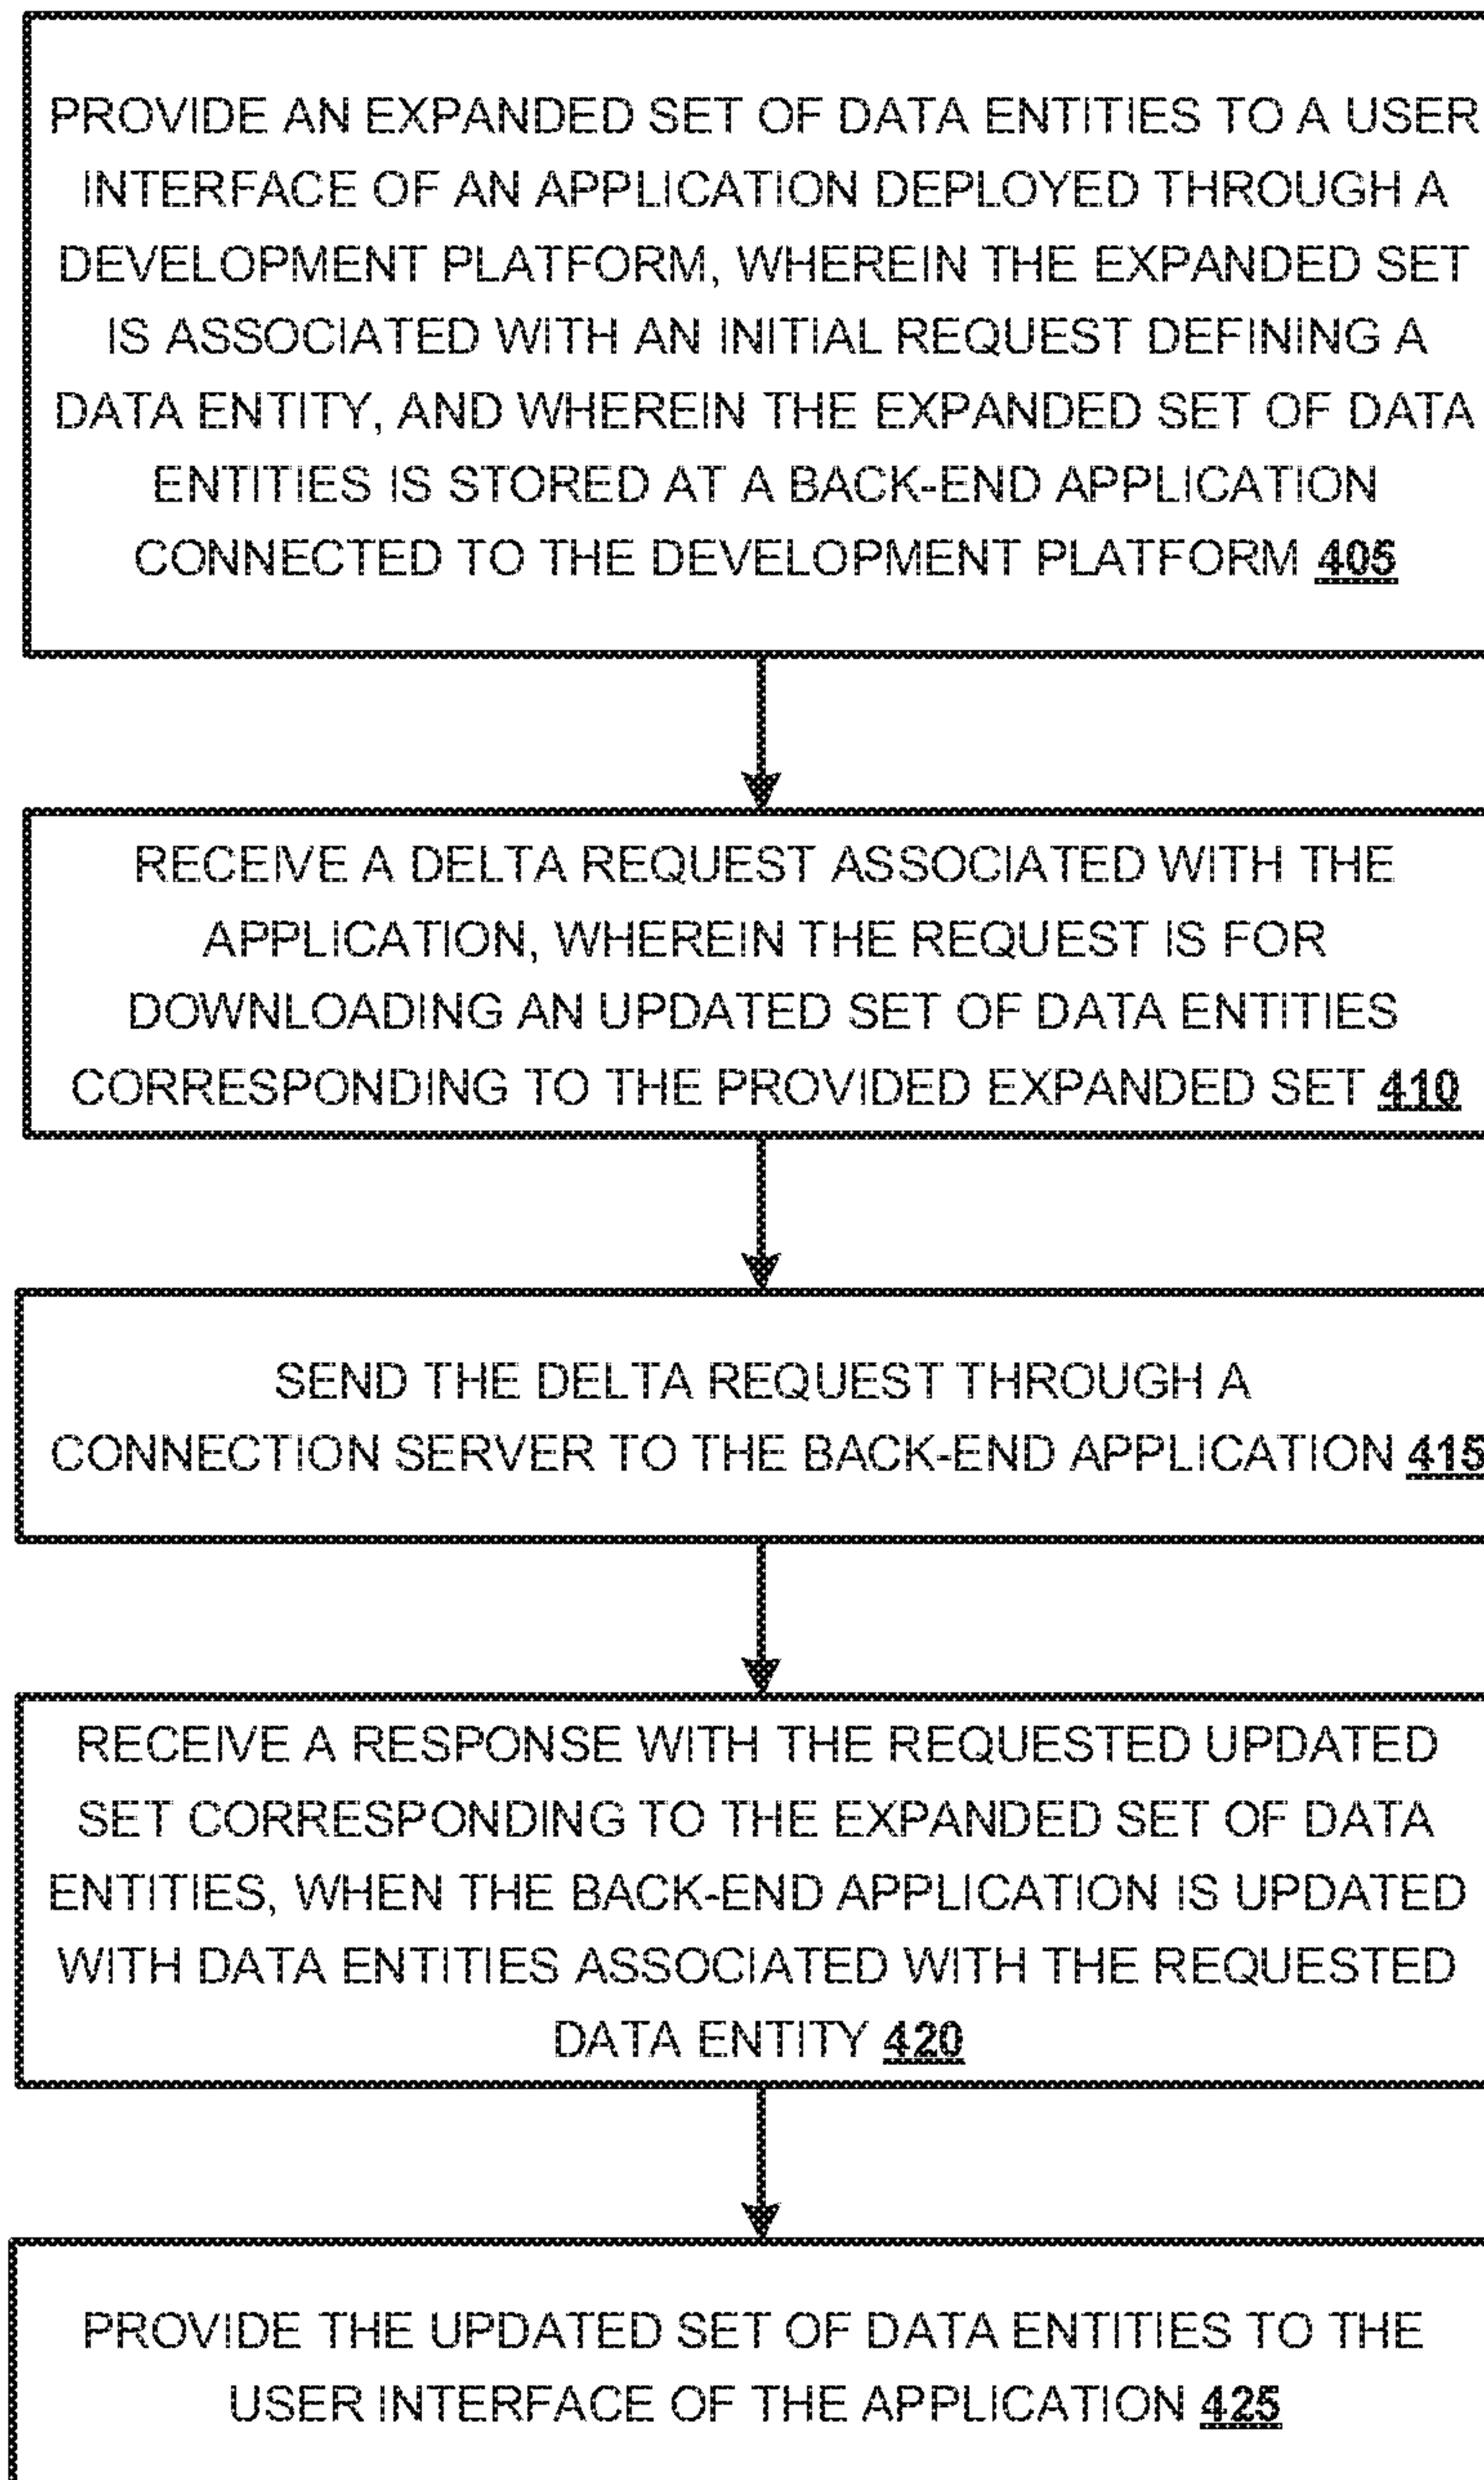 PROVIDE AN EXPANDED SET OF DATA ENTITIES TO A USER
INTERFACE OF AN APPLICATION DEPLOYED THROUGH A
DEVELOPMENT PLATFORM, WHEREIN THE EXPANDED SET
IS ASSOCIATED WITH AN INITIAL REQUEST DEFINING A
DATA ENTITY, AND WHEREIN THE EXPANDED SET OF DATA
ENTITIES IS STORED AT A BACK-END APPLICATION
CONNECTED TO THE DEVELOPMENT PLATFORM 405
RECEIVE A DELTA REQUEST ASSOCIATED WITH THE
APPLICATION, WHEREIN THE REQUEST IS FOR
DOWNLOADING AN UPDATED SET OF DATA ENTITIES
CORRESPONDING TO THE PROVIDED EXPANDED SET 410
SEND THE DELTA REQUEST THROUGH A
CONNECTION SERVER TO THE BACK-END APPLICATION 415
RECEIVE A RESPONSE WITH THE REQUESTED UPDATED
SET CORRESPONDING TO THE EXPANDED SET OF DATA
ENTITIES, WHEN THE BACK-END APPLICATION IS UPDATED
WITH DATA ENTITIES ASSOCIATED WITH THE REQUESTED
DATA ENTITY 420
PROVIDE THE UPDATED SET OF DATA ENTITIES TO THE
USER INTERFACE OF THE APPLICATION 425